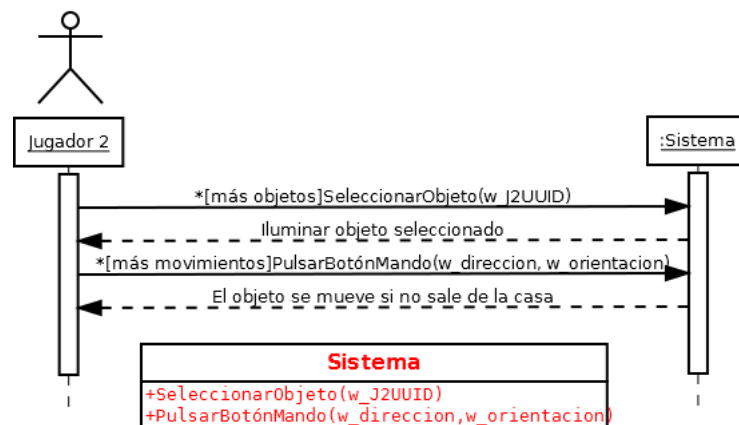 Jugador 2
:Sistema
*[más objetos]SeleccionarObjeto(w_J2UUID)
Iluminar objeto seleccionado
*[más movimientos]PulsarBotónMando(w_direccion, w_orientacion)
El objeto se mueve si no sale de la casa
Sistema
+SeleccionarObjeto(w_J2UUID)
+PulsarBotónMando(w_direccion,w_orientacion)